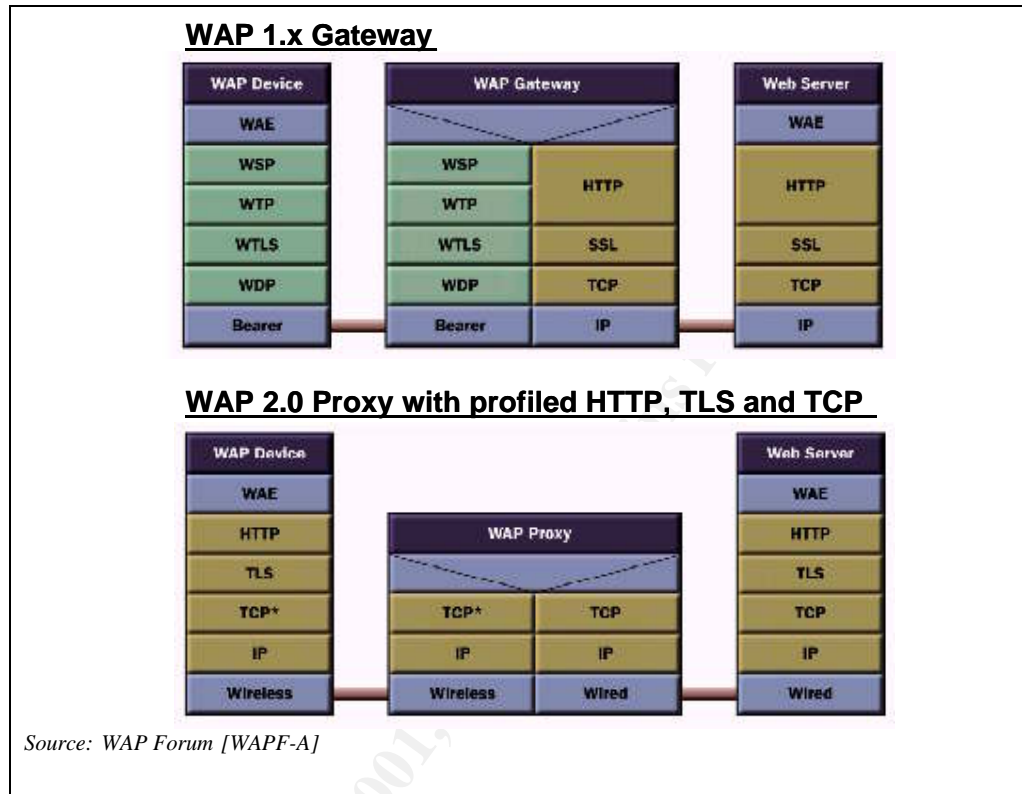 WAP 1.x Gateway
WAP Device WAP Gateway Web Server
WAE WAE
WSP WSP HTTP HTTP
WTP WTP
WTLS WTLS SSL SSL
WDP WDP TCP TCP
Bearer Bearer IP IP
WAP 2.0 Proxy with profiled HTTP, TLS and TCP
WAP Device Web Server
WAE WAE
HTTP WAP Proxy HTTP
TLS TLS
TCP* TCP* TCP TCP
IP IP IP IP
Wireless Wireless Wired Wired
Source: WAP Forum [WAPF-A]